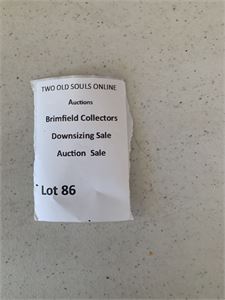 TWO OLD SOULS ONLINE
Auctions
Brimfield Collectors
Downsizing Sale
Auction Sale
Lot 86